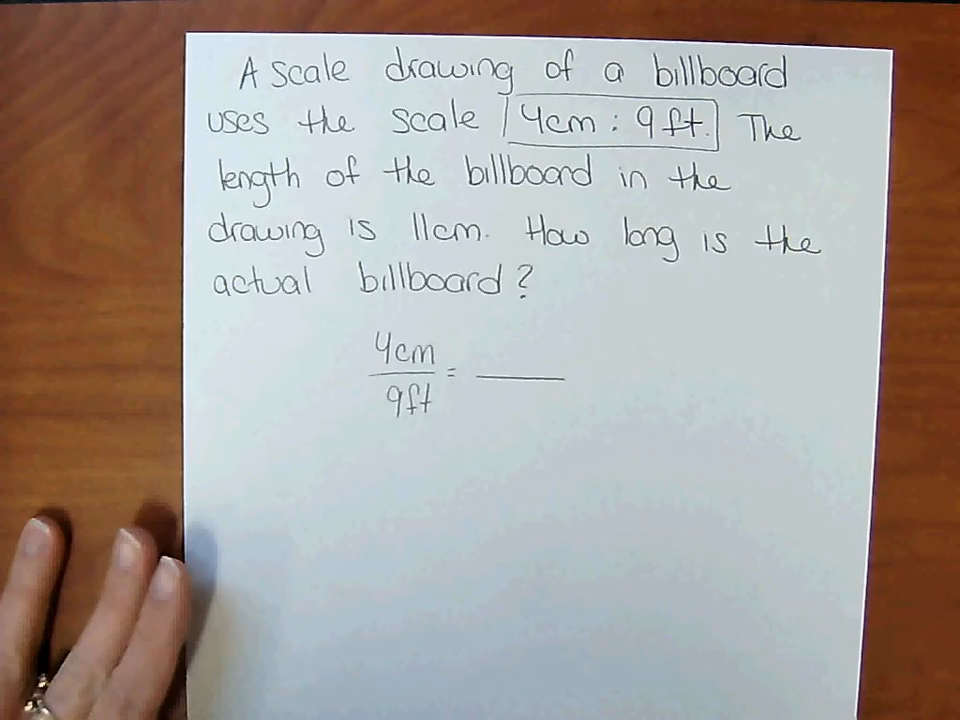 A scale drawing of a billboard
uses the scale 4cm : 9ft. The
length of the billboard in the
drawing is 11cm. How long is the
actual billboard?
4cm
9ft = ____